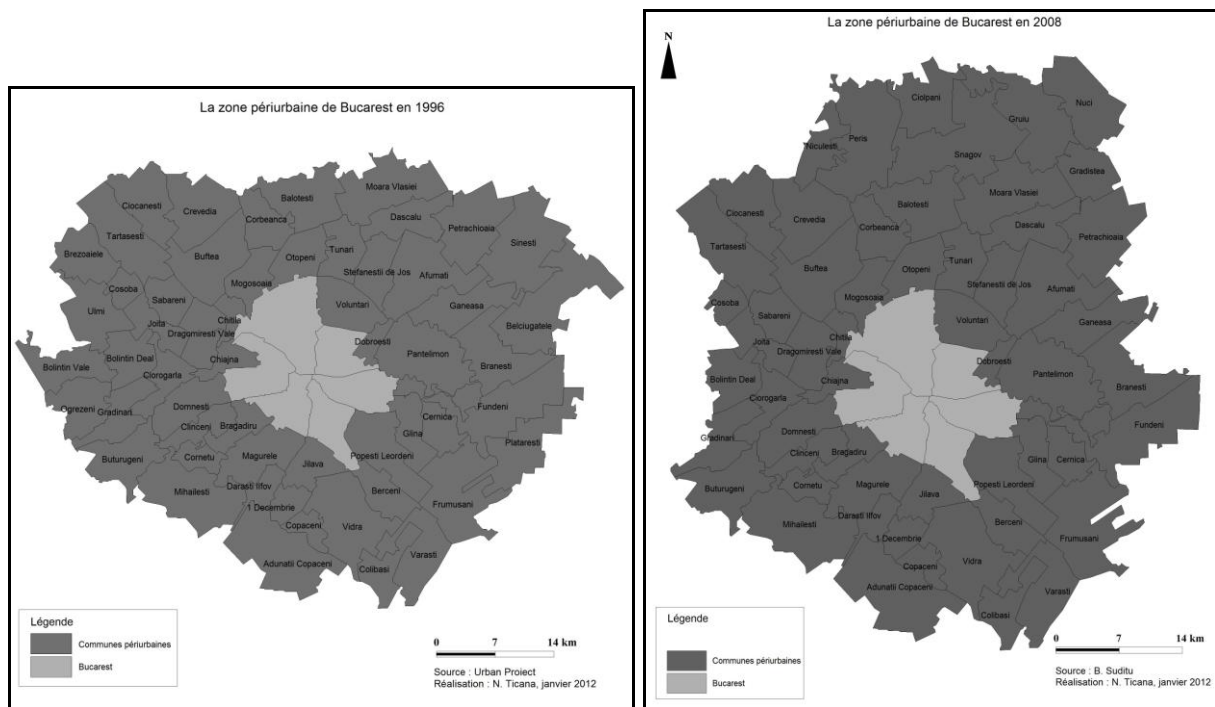 La zone périurbaine de Bucarest en 1996
Moara Vlasiei
Balotesti
Ciocanesti
Crevedia
Corbeanca
Dascalu
Petrachioaia
Tartasesti
Sinesti
Brezoaiele
Buftea
Otopeni
Tunari
Stefanestii de Jos
Afumati
Mogosoaia
Cosoba
Sabareni
Voluntari
Ganeasa
Ulmi
Joita
Chitila
Belciugatele
Dragomiresti Vale
Dobroesti
Pantelimon
Bolintin Deal
Chiajna
Bolintin Vale
Ciorogarla
Branesti
Ogrezeni
Gradinari
Domnesti
Fundeni
Cernica
Clinceni
Bragadiru
Glina
Plataresti
Buturugeni
Cornetu
Magurele
Jilava
Popesti Leordeni
Mihailesti
Darasti Ilfov
Berceni
1 Decembrie
Frumusani
Copaceni
Vidra
Varasti
Adunatii Copaceni
Colibasi
Légende
Communes périurbaines
Bucarest
0 7 14 km
Source : Urban Proiect
Réalisation : N. Ticana, janvier 2012
La zone périurbaine de Bucarest en 2008
N
Ciolpani
Nuci
Gruiu
Peris
Niculesti
Snagov
Gradistea
Moara Vlasiei
Balotesti
Ciocanesti
Crevedia
Corbeanca
Dascalu
Petrachioaia
Tartasesti
Buftea
Otopeni
Tunari
Stefanestii de Jos
Afumati
Mogosoaia
Cosoba
Sabareni
Voluntari
Ganeasa
Chitila
Joita
Dragomiresti Vale
Dobroesti
Pantelimon
Bolintin Deal
Chiajna
Branesti
Ciorogarla
Fundeni
Gradinari
Domnesti
Clinceni
Bragadiru
Glina
Cernica
Buturugeni
Cornetu
Magurele
Popesti Leordeni
Jilava
Mihailesti
Darasti Ilfov
Berceni
1 Decembrie
Frumusani
Copaceni
Vidra
Adunatii Copaceni
Varasti
Colibasi
Légende
Communes périurbaines
Bucarest
0 7 14 km
Source : B. Suditu
Réalisation : N. Ticana, janvier 2012